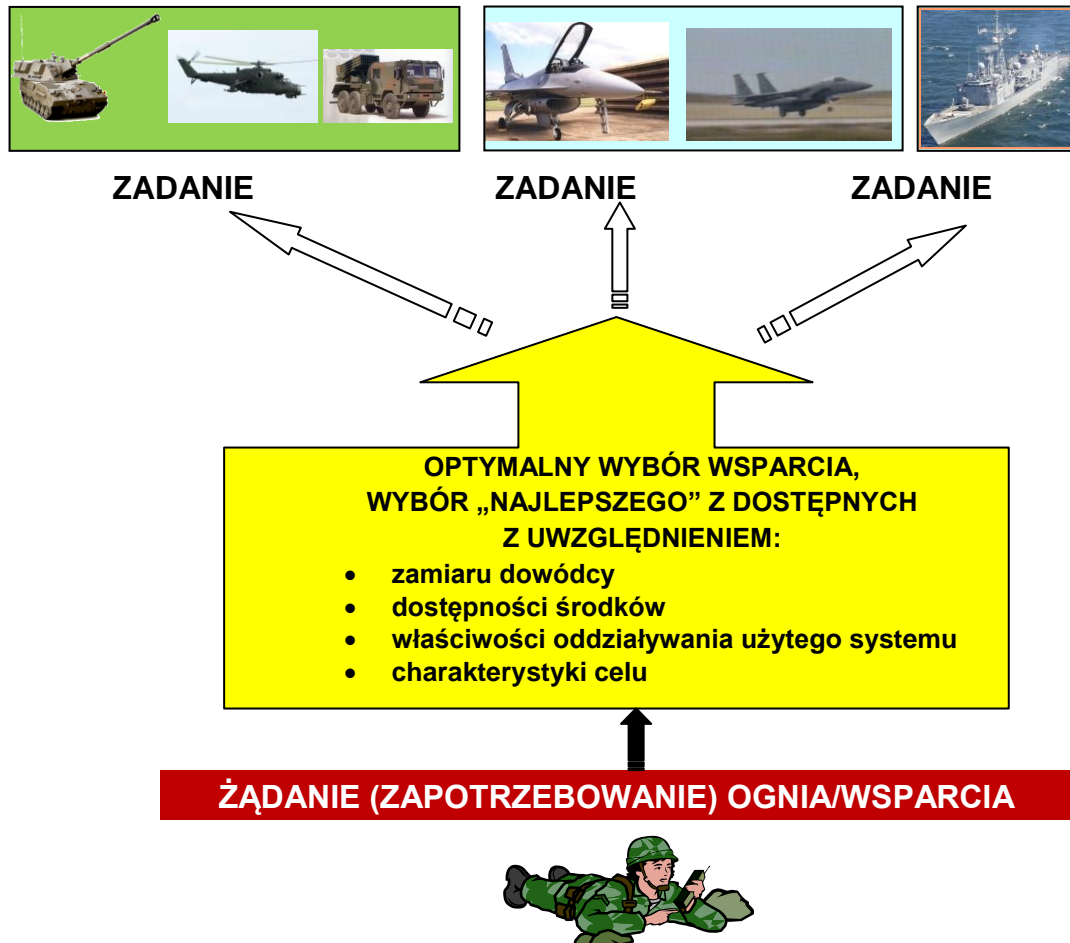 ZADANIE ZADANIE ZADANIE
OPTYMALNY WYBÓR WSPARCIA,
WYBÓR „NAJLEPSZEGO” Z DOSTĘPNYCH
Z UWZGLĘDNIENIEM:
• zamiaru dowódcy
• dostępności środków
• właściwości oddziaływania użytego systemu
• charakterystyki celu
ŻĄDANIE (ZAPOTRZEBOWANIE) OGNIA/WSPARCIA